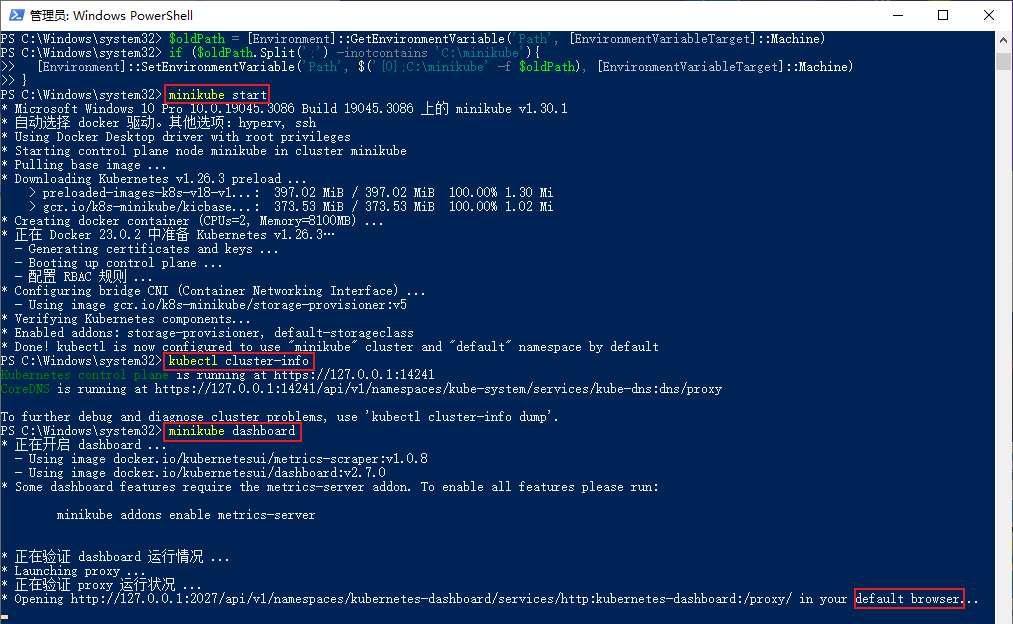 管理员: Windows PowerShell
PS C:\Windows\system32> $oldPath = [Environment]::GetEnvironmentVariable('Path', [EnvironmentVariableTarget]::Machine)
PS C:\Windows\system32> if ($oldPath.Split(';') -inotcontains 'C:\minikube'){
>>   [Environment]::SetEnvironmentVariable('Path', $('{0};C:\minikube' -f $oldPath), [EnvironmentVariableTarget]::Machine)
>> }
PS C:\Windows\system32> minikube start
* Microsoft Windows 10 Pro 10.0.19045.3086 Build 19045.3086 上的 minikube v1.30.1
* 自动选择 docker 驱动。其他选项: hyperv, ssh
* Using Docker Desktop driver with root privileges
* Starting control plane node minikube in cluster minikube
* Pulling base image ...
* Downloading Kubernetes v1.26.3 preload ...
    > preloaded-images-k8s-v18-v1...:  397.02 MiB / 397.02 MiB  100.00% 1.30 Mi
    > gcr.io/k8s-minikube/kicbase...:  373.53 MiB / 373.53 MiB  100.00% 1.02 Mi
* Creating docker container (CPUs=2, Memory=8100MB) ...
* 正在 Docker 23.0.2 中准备 Kubernetes v1.26.3…
  - Generating certificates and keys ...
  - Booting up control plane ...
  - 配置 RBAC 规则 ...
* Configuring bridge CNI (Container Networking Interface) ...
  - Using image gcr.io/k8s-minikube/storage-provisioner:v5
* Verifying Kubernetes components...
* Enabled addons: storage-provisioner, default-storageclass
* Done! kubectl is now configured to use "minikube" cluster and "default" namespace by default
PS C:\Windows\system32> kubectl cluster-info
Kubernetes control plane is running at https://127.0.0.1:14241
CoreDNS is running at https://127.0.0.1:14241/api/v1/namespaces/kube-system/services/kube-dns:dns/proxy
To further debug and diagnose cluster problems, use 'kubectl cluster-info dump'.
PS C:\Windows\system32> minikube dashboard
* 正在开启 dashboard ...
  - Using image docker.io/kubernetesui/metrics-scraper:v1.0.8
  - Using image docker.io/kubernetesui/dashboard:v2.7.0
* Some dashboard features require the metrics-server addon. To enable all features please run:
        minikube addons enable metrics-server
* 正在验证 dashboard 运行情况 ...
* Launching proxy ...
* 正在验证 proxy 运行状况 ...
* Opening http://127.0.0.1:2027/api/v1/namespaces/kubernetes-dashboard/services/http:kubernetes-dashboard:/proxy/ in your default browser...